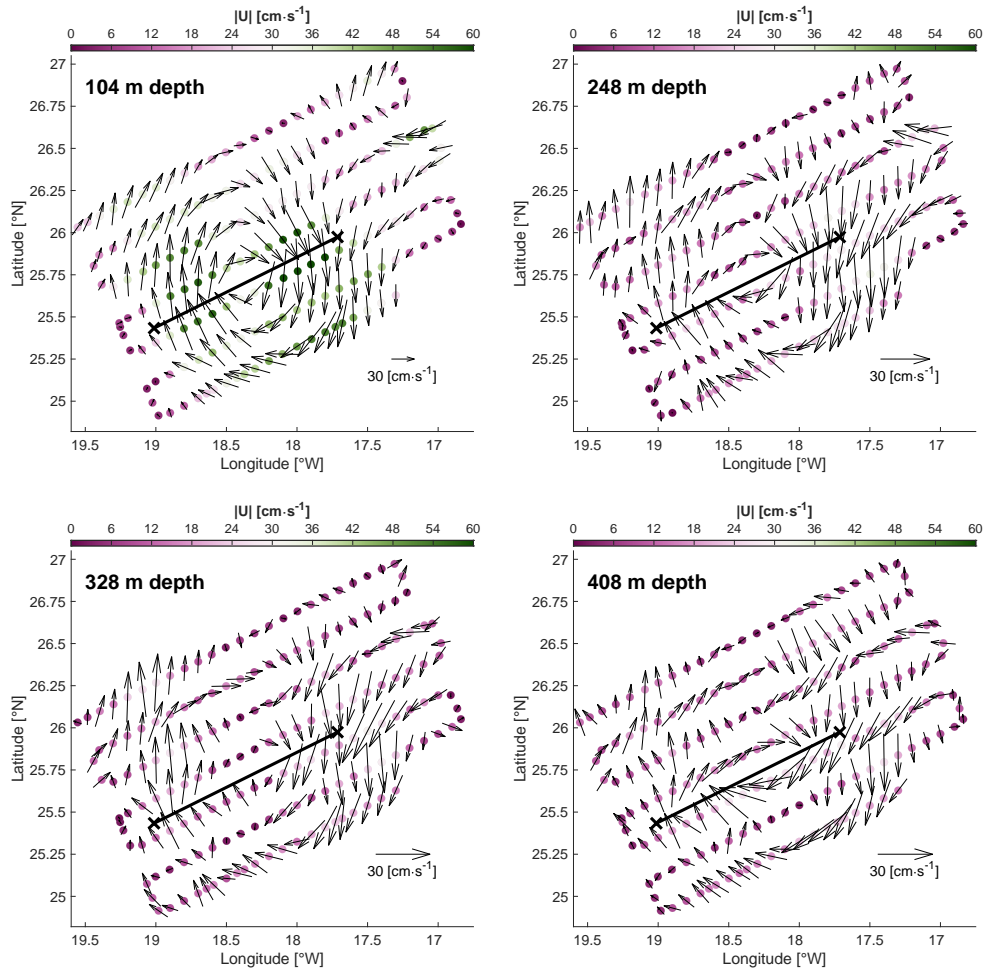 |U| [cm·s⁻¹]
0 6 12 18 24 30 36 42 48 54 60
104 m depth
27
26.75
26.5
26.25
26
25.75
25.5
25.25
25
Latitude [°N]
30 [cm·s⁻¹]
19.5 19 18.5 18 17.5 17
Longitude [°W]
|U| [cm·s⁻¹]
0 6 12 18 24 30 36 42 48 54 60
248 m depth
27
26.75
26.5
26.25
26
25.75
25.5
25.25
25
Latitude [°N]
30 [cm·s⁻¹]
19.5 19 18.5 18 17.5 17
Longitude [°W]
|U| [cm·s⁻¹]
0 6 12 18 24 30 36 42 48 54 60
328 m depth
27
26.75
26.5
26.25
26
25.75
25.5
25.25
25
Latitude [°N]
30 [cm·s⁻¹]
19.5 19 18.5 18 17.5 17
Longitude [°W]
|U| [cm·s⁻¹]
0 6 12 18 24 30 36 42 48 54 60
408 m depth
27
26.75
26.5
26.25
26
25.75
25.5
25.25
25
Latitude [°N]
30 [cm·s⁻¹]
19.5 19 18.5 18 17.5 17
Longitude [°W]